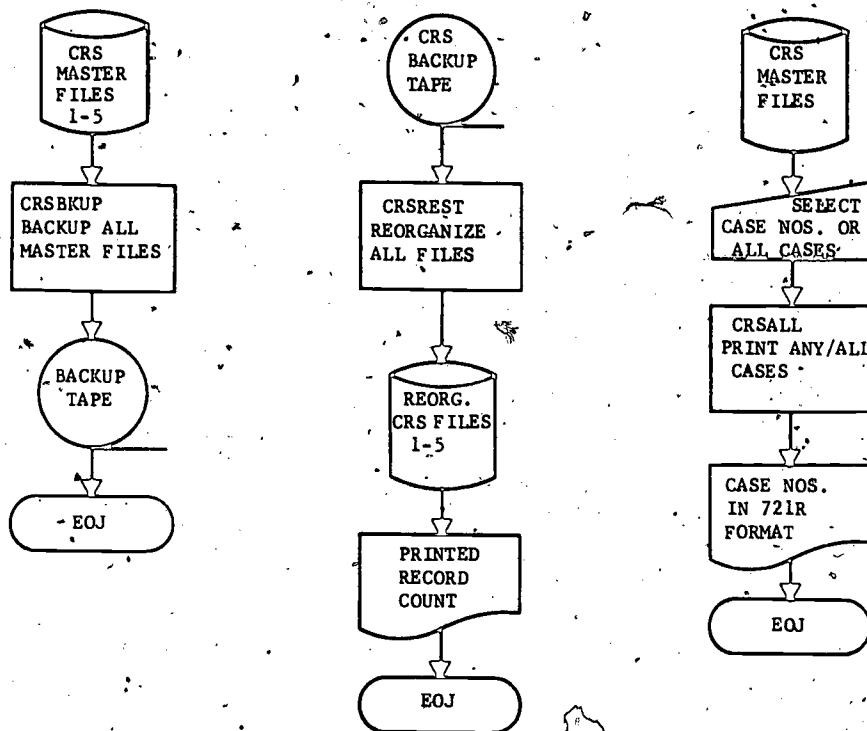 CRS
MASTER
FILES
1-5
CRSBKUP
BACKUP ALL
MASTER FILES
BACKUP
TAPE
EOJ
CRS
BACKUP
TAPE
CRSREST
REORGANIZE
ALL FILES
REORG.
CRS FILES
1-5
PRINTED
RECORD
COUNT
EOJ
CRS
MASTER
FILES
SELECT
CASE NOS. OR
ALL CASES
CRSALL
PRINT ANY/ALL
CASES
CASE NOS.
IN 721R
FORMAT
EOJ